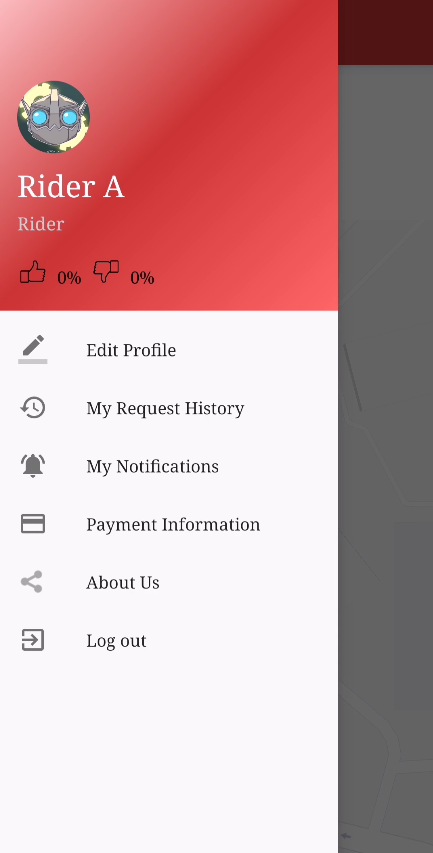 Rider A
Rider
0% 0%
Edit Profile
My Request History
My Notifications
Payment Information
About Us
Log out